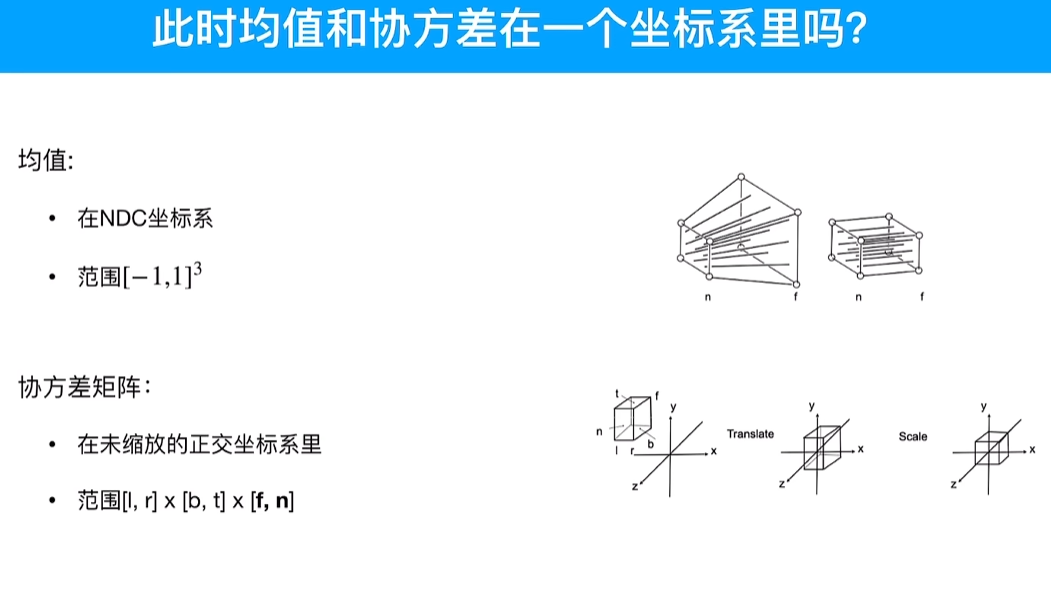 此时均值和协方差在一个坐标系里吗?
均值:
• 在NDC坐标系
• 范围[−1,1]³
n f n f
协方差矩阵：
• 在未缩放的正交坐标系里
• 范围[l, r] x [b, t] x [f, n]
t f y
n
l r b x
z
Translate
y
x
z
Scale
y
x
z